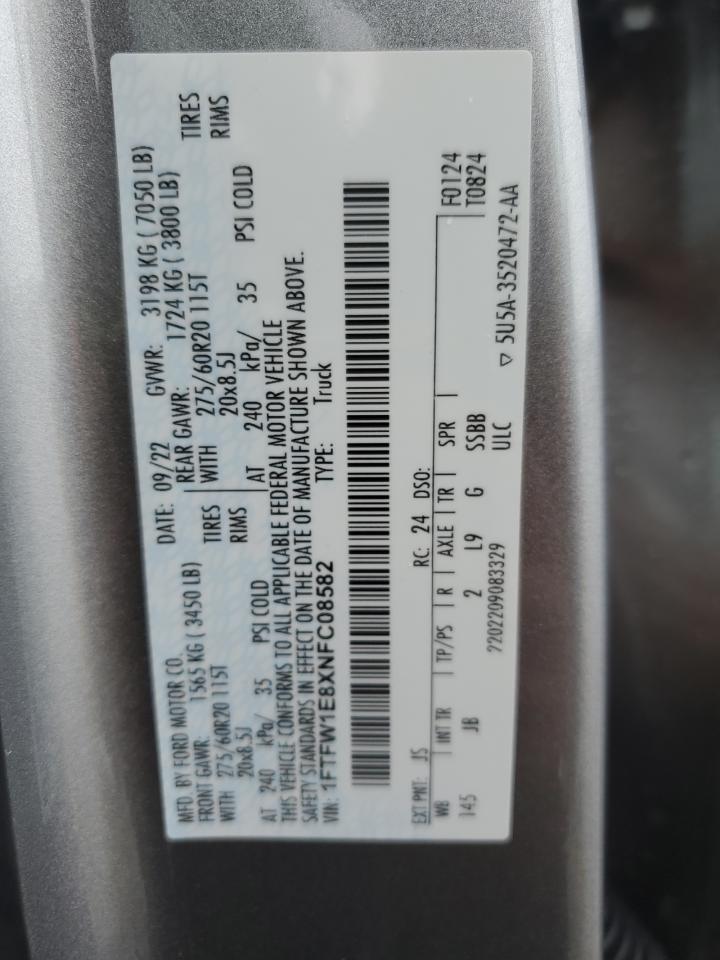 MFD. BY FORD MOTOR CO. DATE: 09/22 GVWR: 3198 KG ( 7050 LB)
FRONT GAWR: 1565 KG ( 3450 LB) REAR GAWR: 1724 KG ( 3800 LB)
WITH 275/60R20 115T TIRES WITH 275/60R20 115T TIRES
20x8.5J RIMS 20x8.5J RIMS
AT 240 kPa/ 35 PSI COLD AT 240 kPa/ 35 PSI COLD
THIS VEHICLE CONFORMS TO ALL APPLICABLE FEDERAL MOTOR VEHICLE
SAFETY STANDARDS IN EFFECT ON THE DATE OF MANUFACTURE SHOWN ABOVE.
VIN: 1FTFW1E8XNFC08582 TYPE: Truck
EXT PNT: JS RC: 24 DSO: F0124
WB INT TR TP/PS R AXLE TR SPR T0824
145 JB 2 L9 G SSBB
7202209083329 ULC ▽ 5U5A-3520472-AA